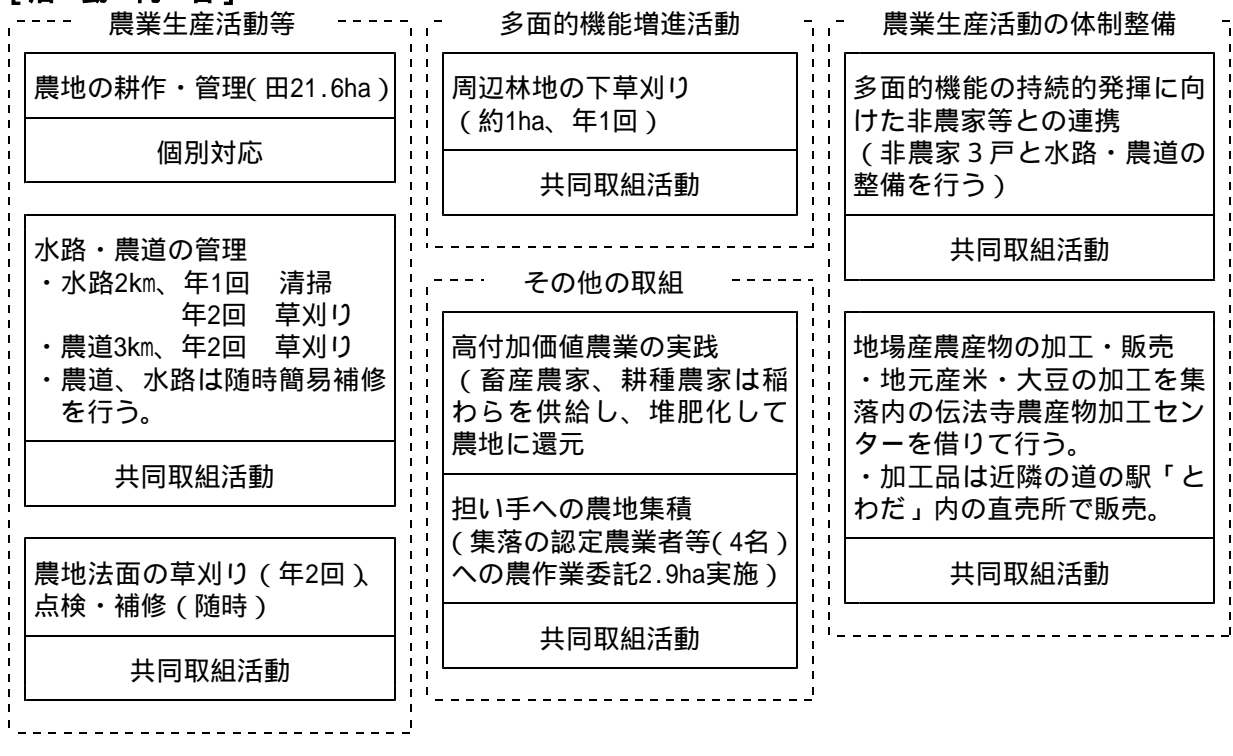 農業生産活動等
農地の耕作・管理(田21.6ha)
個別対応
水路・農道の管理
・水路2km、年1回 清掃
年2回 草刈り
・農道3km、年2回 草刈り
・農道、水路は随時簡易補修
を行う。
共同取組活動
農地法面の草刈り(年2回)、
点検・補修(随時)
共同取組活動
多面的機能増進活動
周辺林地の下草刈り
(約1ha、年1回)
共同取組活動
その他の取組
高付加価値農業の実践
(畜産農家、耕種農家は稲
わらを供給し、堆肥化して
農地に還元
担い手への農地集積
(集落の認定農業者等(4名)
への農作業委託2.9ha実施)
共同取組活動
農業生産活動の体制整備
多面的機能の持続的発揮に向
けた非農家等との連携
(非農家3戸と水路・農道の
整備を行う)
共同取組活動
地場産農産物の加工・販売
・地元産米・大豆の加工を集
落内の伝法寺農産物加工セン
ターを借りて行う。
・加工品は近隣の道の駅「と
わだ」内の直売所で販売。
共同取組活動